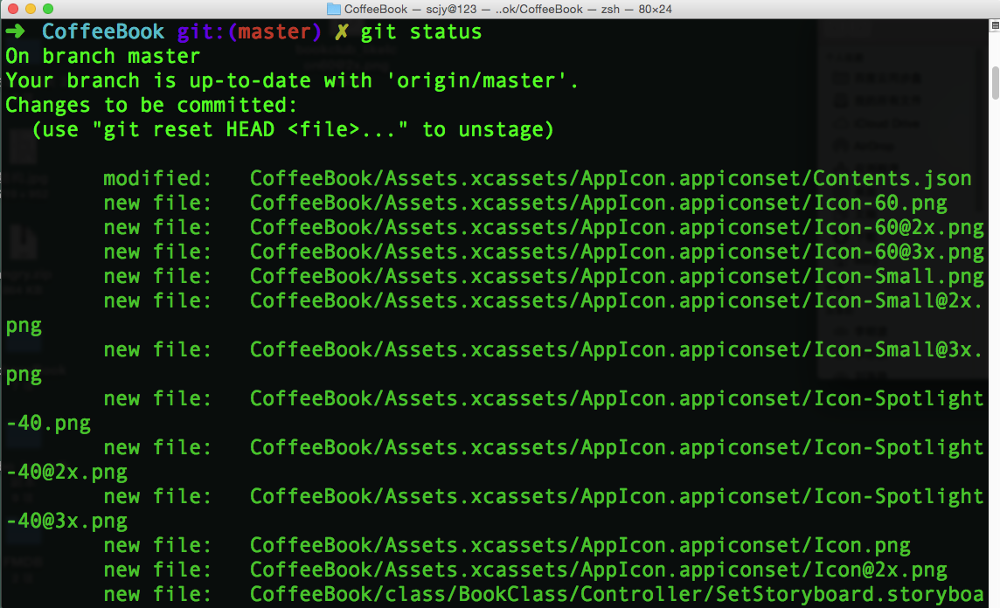 CoffeeBook — scjy@123 — ..ok/CoffeeBook — zsh — 80×24
➜ CoffeeBook git:(master) ✗ git status
On branch master
Your branch is up-to-date with 'origin/master'.
Changes to be committed:
(use "git reset HEAD <file>..." to unstage)
modified: CoffeeBook/Assets.xcassets/AppIcon.appiconset/Contents.json
new file: CoffeeBook/Assets.xcassets/AppIcon.appiconset/Icon-60.png
new file: CoffeeBook/Assets.xcassets/AppIcon.appiconset/Icon-60@2x.png
new file: CoffeeBook/Assets.xcassets/AppIcon.appiconset/Icon-60@3x.png
new file: CoffeeBook/Assets.xcassets/AppIcon.appiconset/Icon-Small.png
new file: CoffeeBook/Assets.xcassets/AppIcon.appiconset/Icon-Small@2x.
png
new file: CoffeeBook/Assets.xcassets/AppIcon.appiconset/Icon-Small@3x.
png
new file: CoffeeBook/Assets.xcassets/AppIcon.appiconset/Icon-Spotlight
-40.png
new file: CoffeeBook/Assets.xcassets/AppIcon.appiconset/Icon-Spotlight
-40@2x.png
new file: CoffeeBook/Assets.xcassets/AppIcon.appiconset/Icon-Spotlight
-40@3x.png
new file: CoffeeBook/Assets.xcassets/AppIcon.appiconset/Icon.png
new file: CoffeeBook/Assets.xcassets/AppIcon.appiconset/Icon@2x.png
new file: CoffeeBook/class/BookClass/Controller/SetStoryboard.storyboa
iCloud Drive
AirDrop